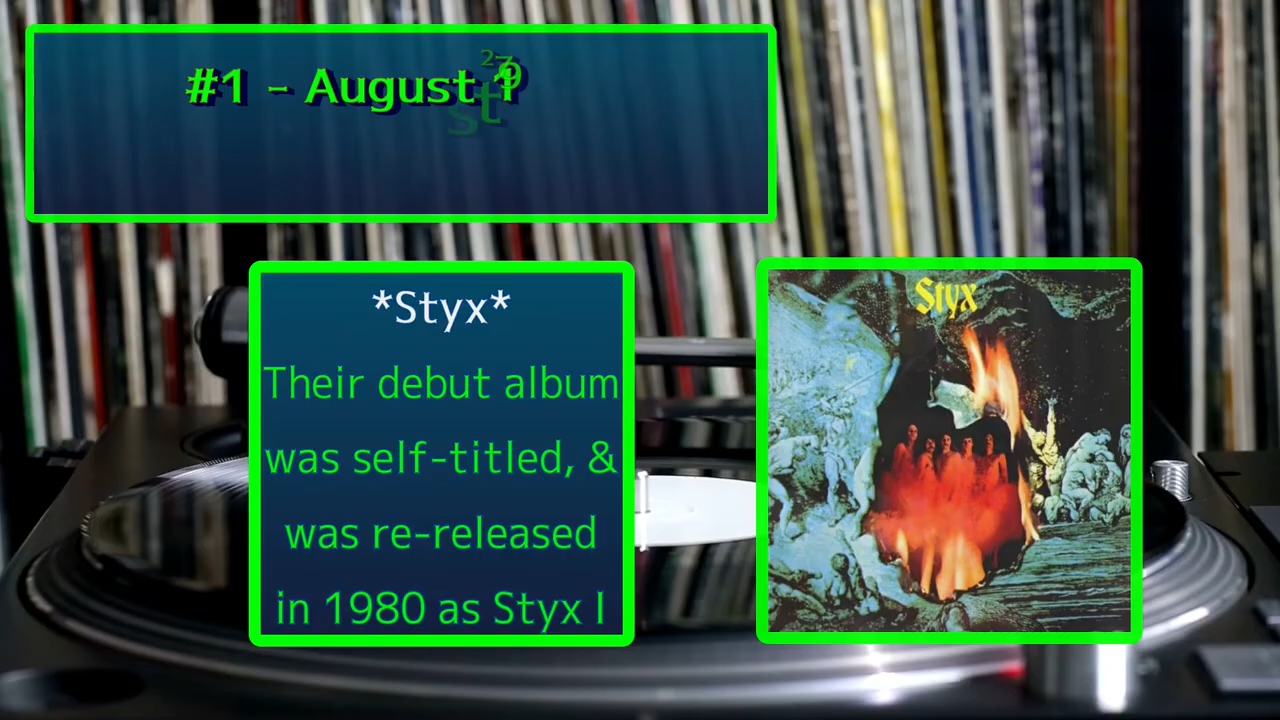 #1 - August
*Styx*
Their debut album
was self-titled, &
was re-released
in 1980 as Styx I
Styx